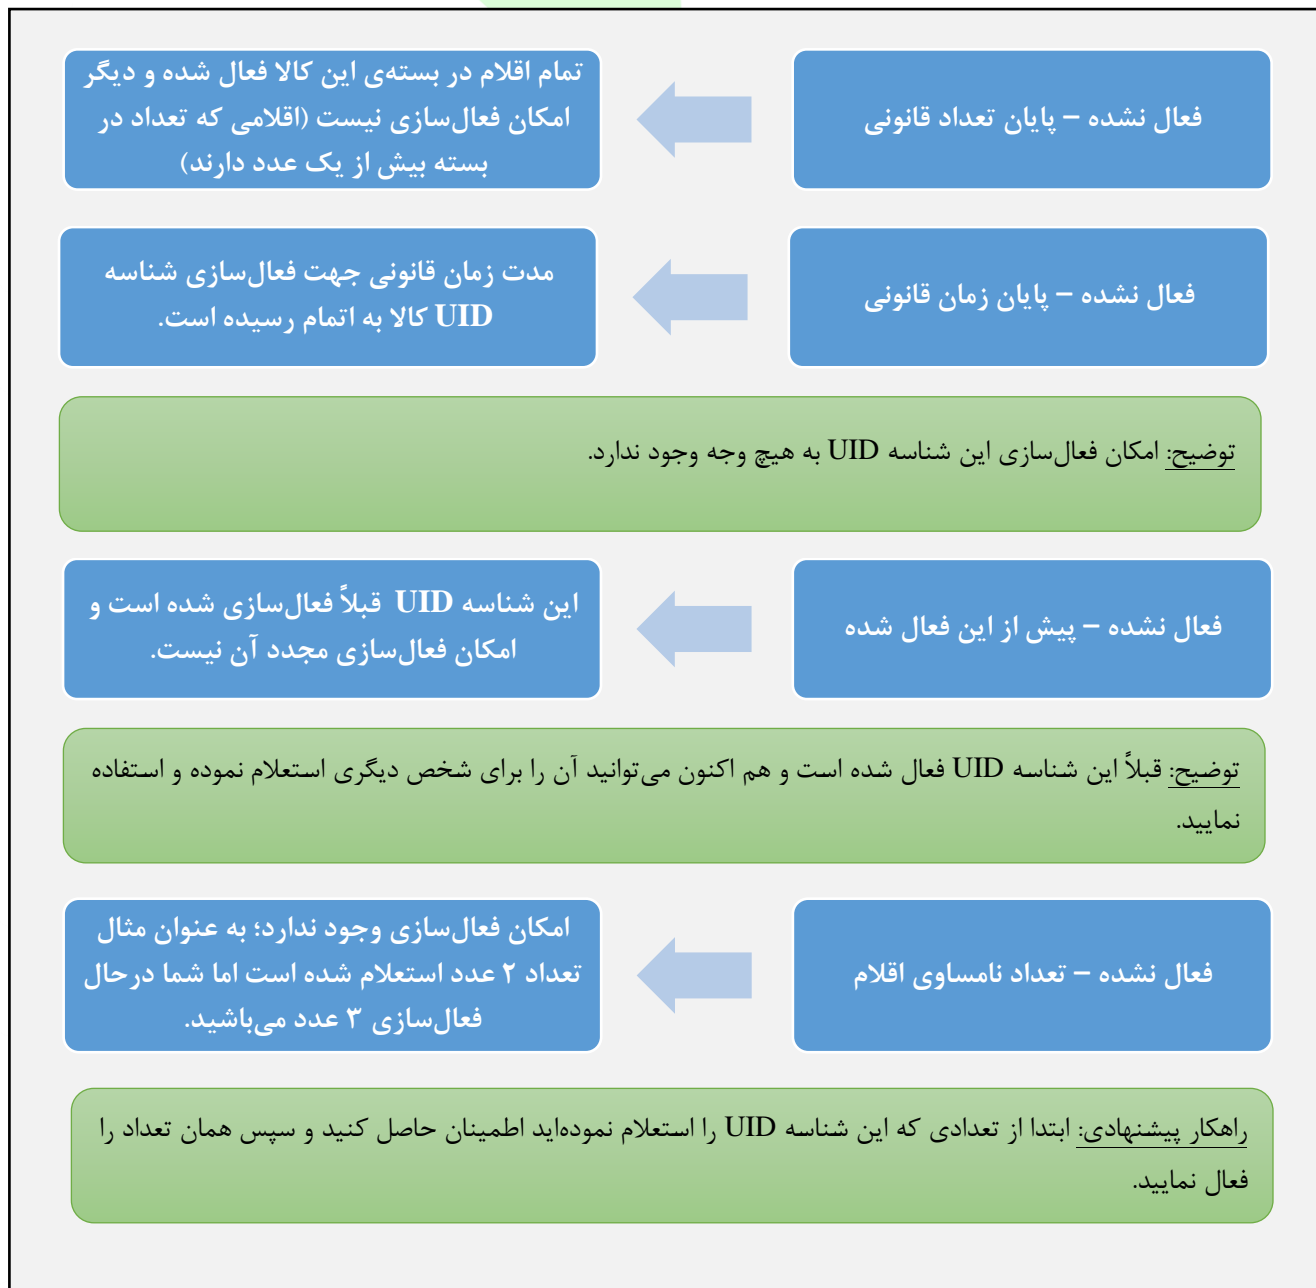 فعال نشده – پایان تعداد قانونی
تمام اقلام در بسته‌ی این کالا فعال شده و دیگر
امکان فعال‌سازی نیست (اقلامی که تعداد در
بسته بیش از یک عدد دارند)
فعال نشده – پایان زمان قانونی
مدت زمان قانونی جهت فعال‌سازی شناسه
UID کالا به اتمام رسیده است.
توضیح: امکان فعال‌سازی این شناسه UID به هیچ وجه وجود ندارد.
فعال نشده – پیش از این فعال شده
این شناسه UID قبلاً فعال‌سازی شده است و
امکان فعال‌سازی مجدد آن نیست.
توضیح: قبلاً این شناسه UID فعال شده است و هم اکنون می‌توانید آن را برای شخص دیگری استعلام نموده و استفاده
نمایید.
فعال نشده – تعداد نامساوی اقلام
امکان فعال‌سازی وجود ندارد؛ به عنوان مثال
تعداد ۲ عدد استعلام شده است اما شما درحال
فعال‌سازی ۳ عدد می‌باشید.
راهکار پیشنهادی: ابتدا از تعدادی که این شناسه UID را استعلام نموده‌اید اطمینان حاصل کنید و سپس همان تعداد را
فعال نمایید.